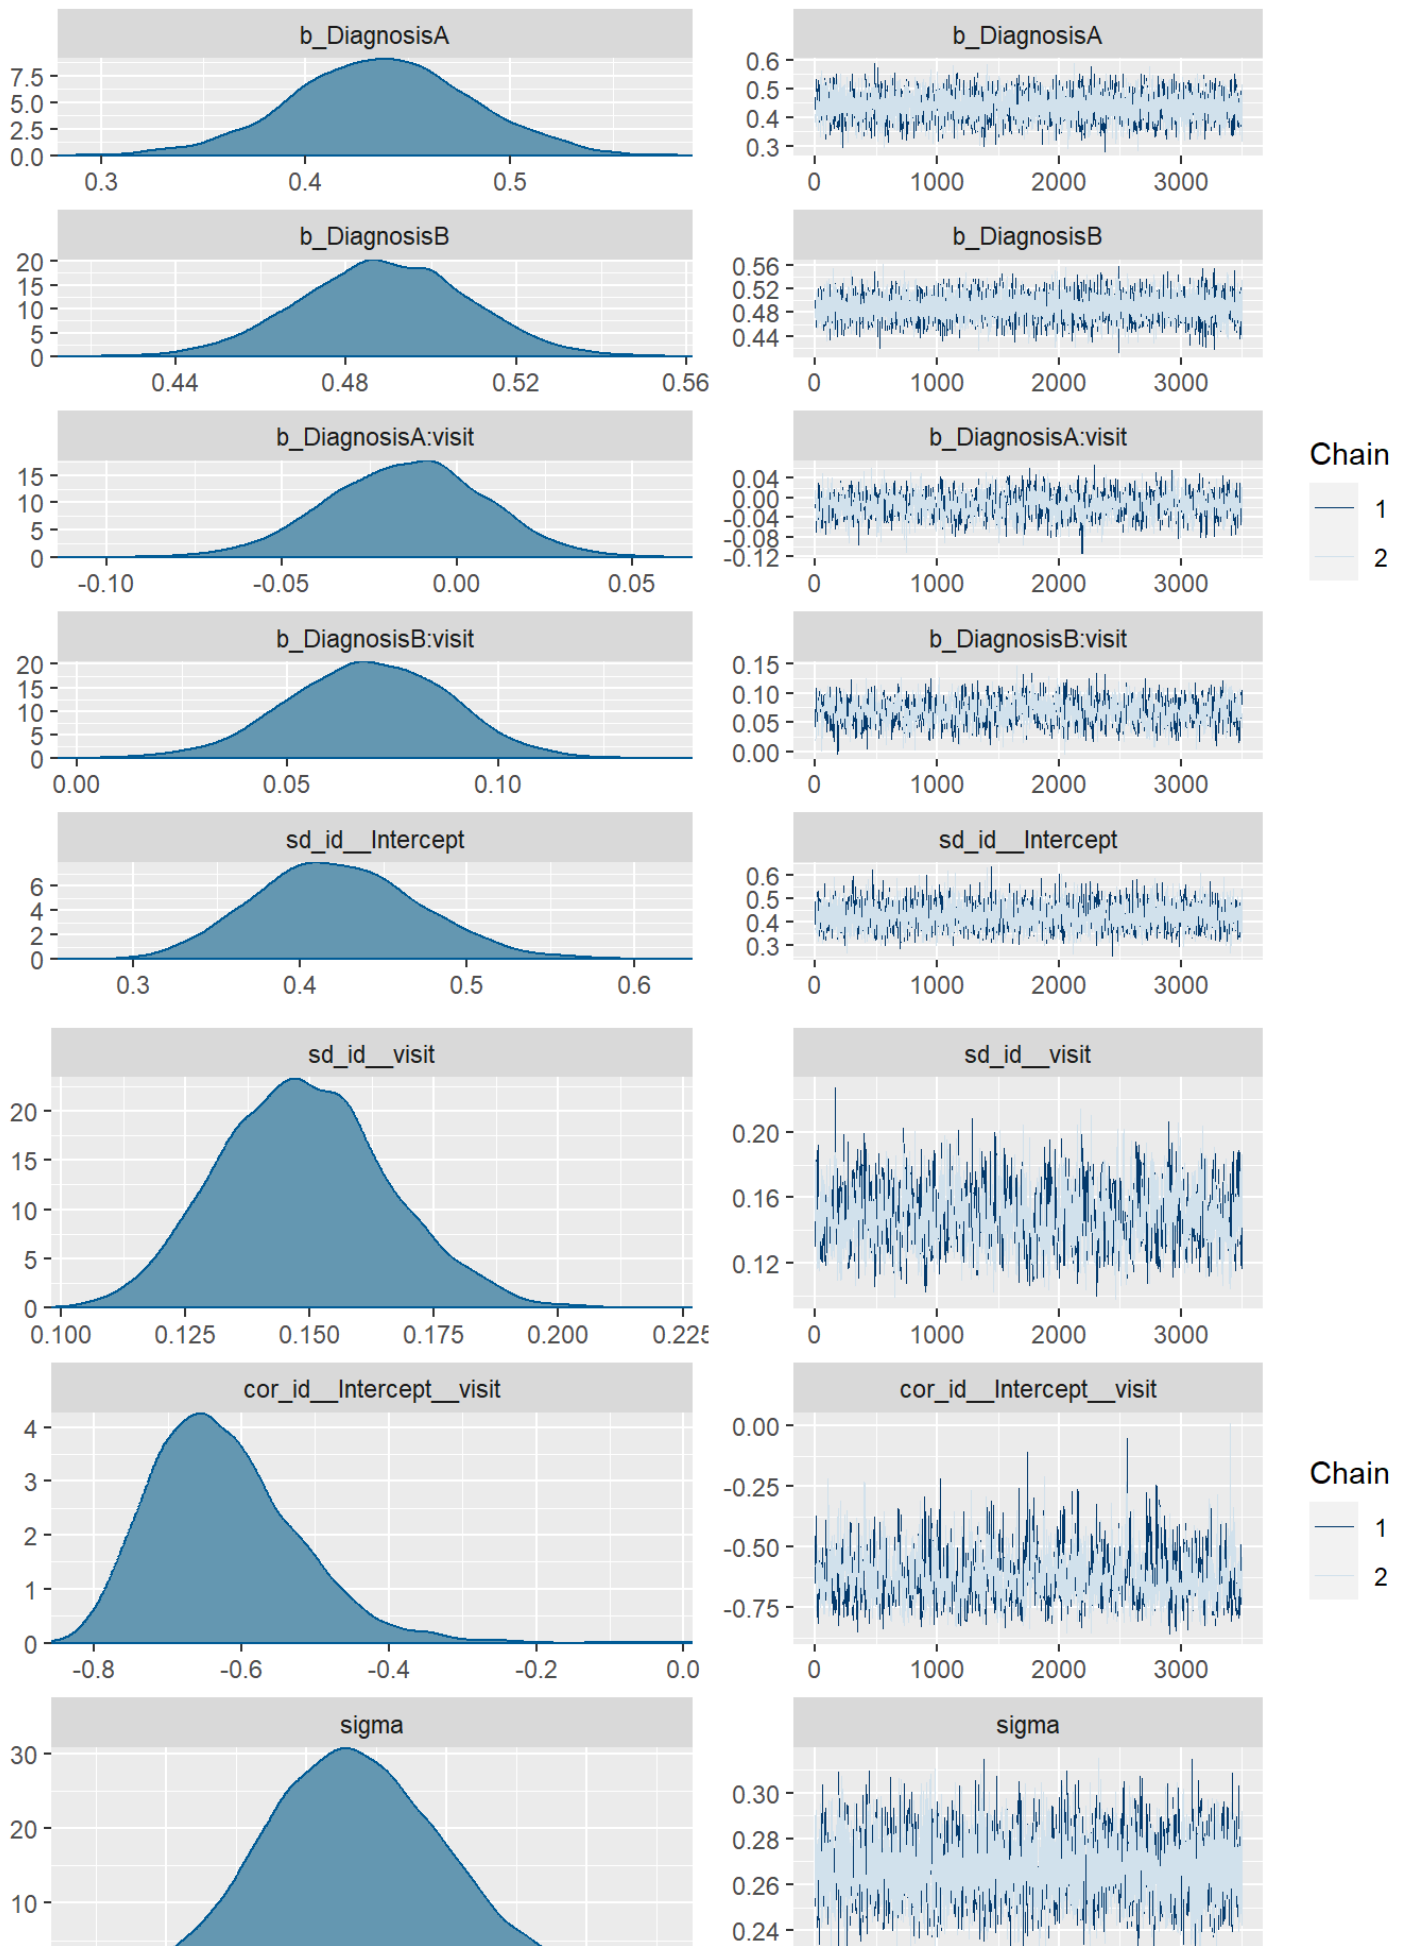 b_DiagnosisA b_DiagnosisA
7.5
5.0
2.5
0.0
0.3 0.4 0.5
0.6
0.5
0.4
0.3
0 1000 2000 3000
b_DiagnosisB b_DiagnosisB
20
15
10
5
0
0.44 0.48 0.52 0.56
0.56
0.52
0.48
0.44
0 1000 2000 3000
b_DiagnosisA:visit b_DiagnosisA:visit
15
10
5
0
-0.10 -0.05 0.00 0.05
0.04
0.00
-0.04
-0.08
-0.12
0 1000 2000 3000
Chain
1
2
b_DiagnosisB:visit b_DiagnosisB:visit
20
15
10
5
0
0.00 0.05 0.10
0.15
0.10
0.05
0.00
0 1000 2000 3000
sd_id__Intercept sd_id__Intercept
6
4
2
0
0.3 0.4 0.5 0.6
0.6
0.5
0.4
0.3
0 1000 2000 3000
sd_id__visit sd_id__visit
20
15
10
5
0
0.100 0.125 0.150 0.175 0.200 0.225
0.20
0.16
0.12
0 1000 2000 3000
cor_id__Intercept__visit cor_id__Intercept__visit
4
3
2
1
0
-0.8 -0.6 -0.4 -0.2 0.0
0.00
-0.25
-0.50
-0.75
0 1000 2000 3000
Chain
1
2
sigma sigma
30
20
10
0.30
0.28
0.26
0.24